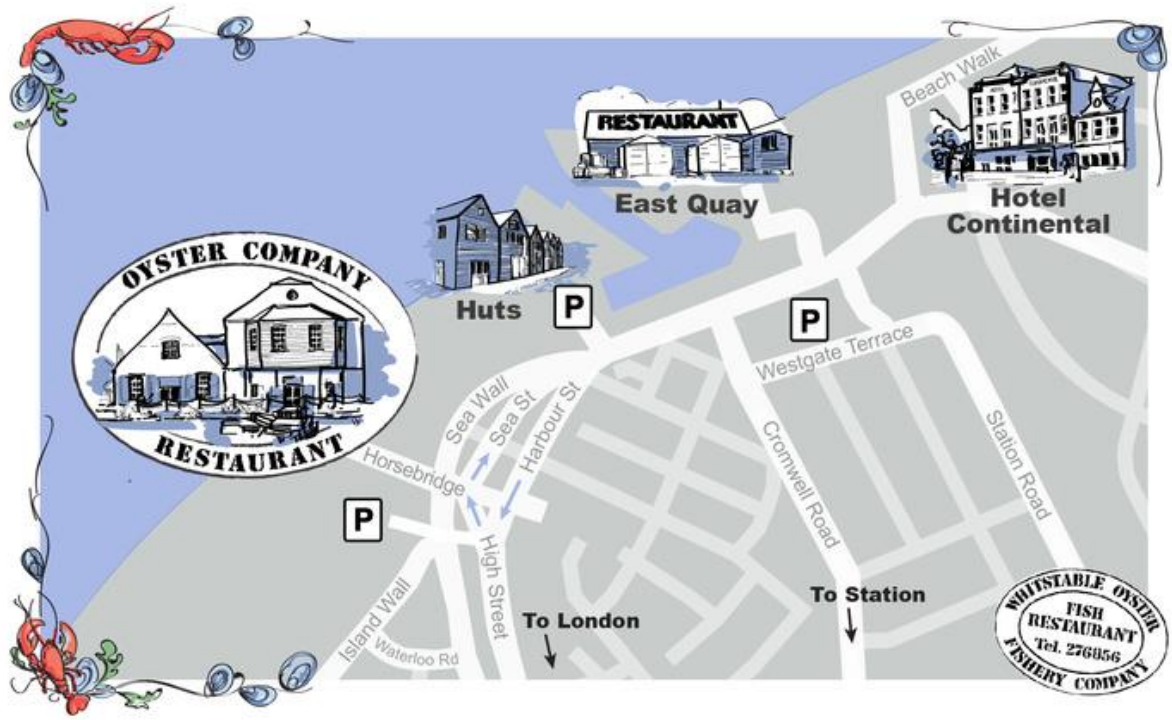 Beach Walk
RESTAURANT
East Quay
Hotel
Continental
OYSTER COMPANY
RESTAURANT
Huts
P
P
Westgate Terrace
Sea Wall
Sea St
Harbour St
Horsebridge
Cromwell Road
Station Road
P
High Street
Island Wall
Waterloo Rd
To London
To Station
WHITSTABLE OYSTER
FISH
RESTAURANT
Tel. 276856
FISHERY COMPANY